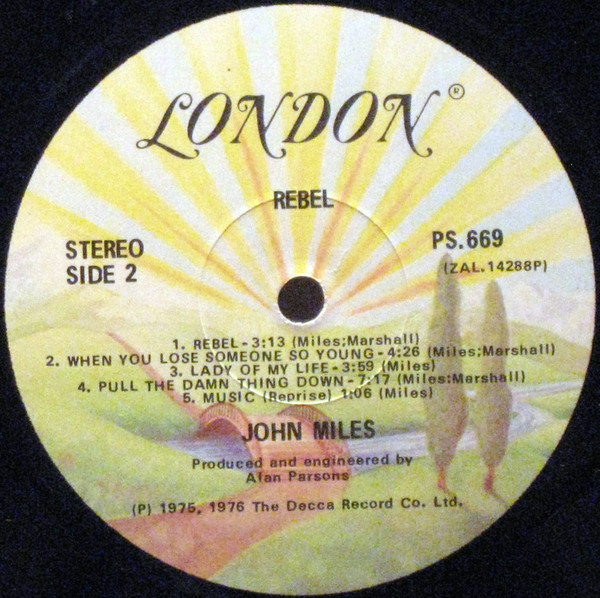 LONDON®
REBEL
STEREO
SIDE 2
PS.669
(ZAL.14288P)
1. REBEL-3:13 (Miles;Marshall)
2. WHEN YOU LOSE SOMEONE SO YOUNG-4:26 (Miles;Marshall)
3. LADY OF MY LIFE-3:59 (Miles)
4. PULL THE DAMN THING DOWN-7:17 (Miles;Marshall)
5. MUSIC (Reprise) 1:06 (Miles)
JOHN MILES
Produced and engineered by
Alan Parsons
(P) 1975, 1976 The Decca Record Co. Ltd.